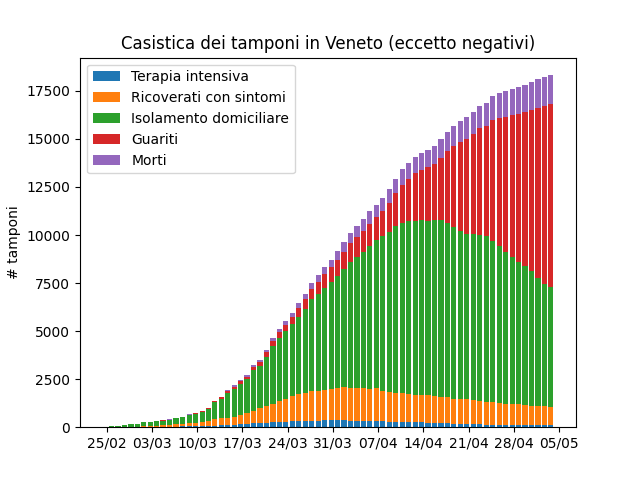 Casistica dei tamponi in Veneto (eccetto negativi)
Terapia intensiva
Ricoverati con sintomi
Isolamento domiciliare
Guariti
Morti
# tamponi
17500
15000
12500
10000
7500
5000
2500
0
25/02 03/03 10/03 17/03 24/03 31/03 07/04 14/04 21/04 28/04 05/05